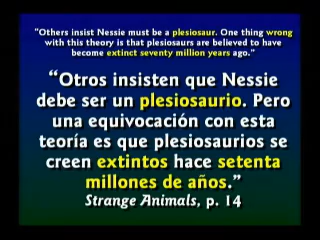 “Others insist Nessie must be a plesiosaur. One thing wrong
with this theory is that plesiosaurs are believed to have
become extinct seventy million years ago.”
“Otros insisten que Nessie
debe ser un plesiosaurio. Pero
una equivocación con esta
teoría es que plesiosaurios se
creen extintos hace setenta
millones de años.”
Strange Animals, p. 14